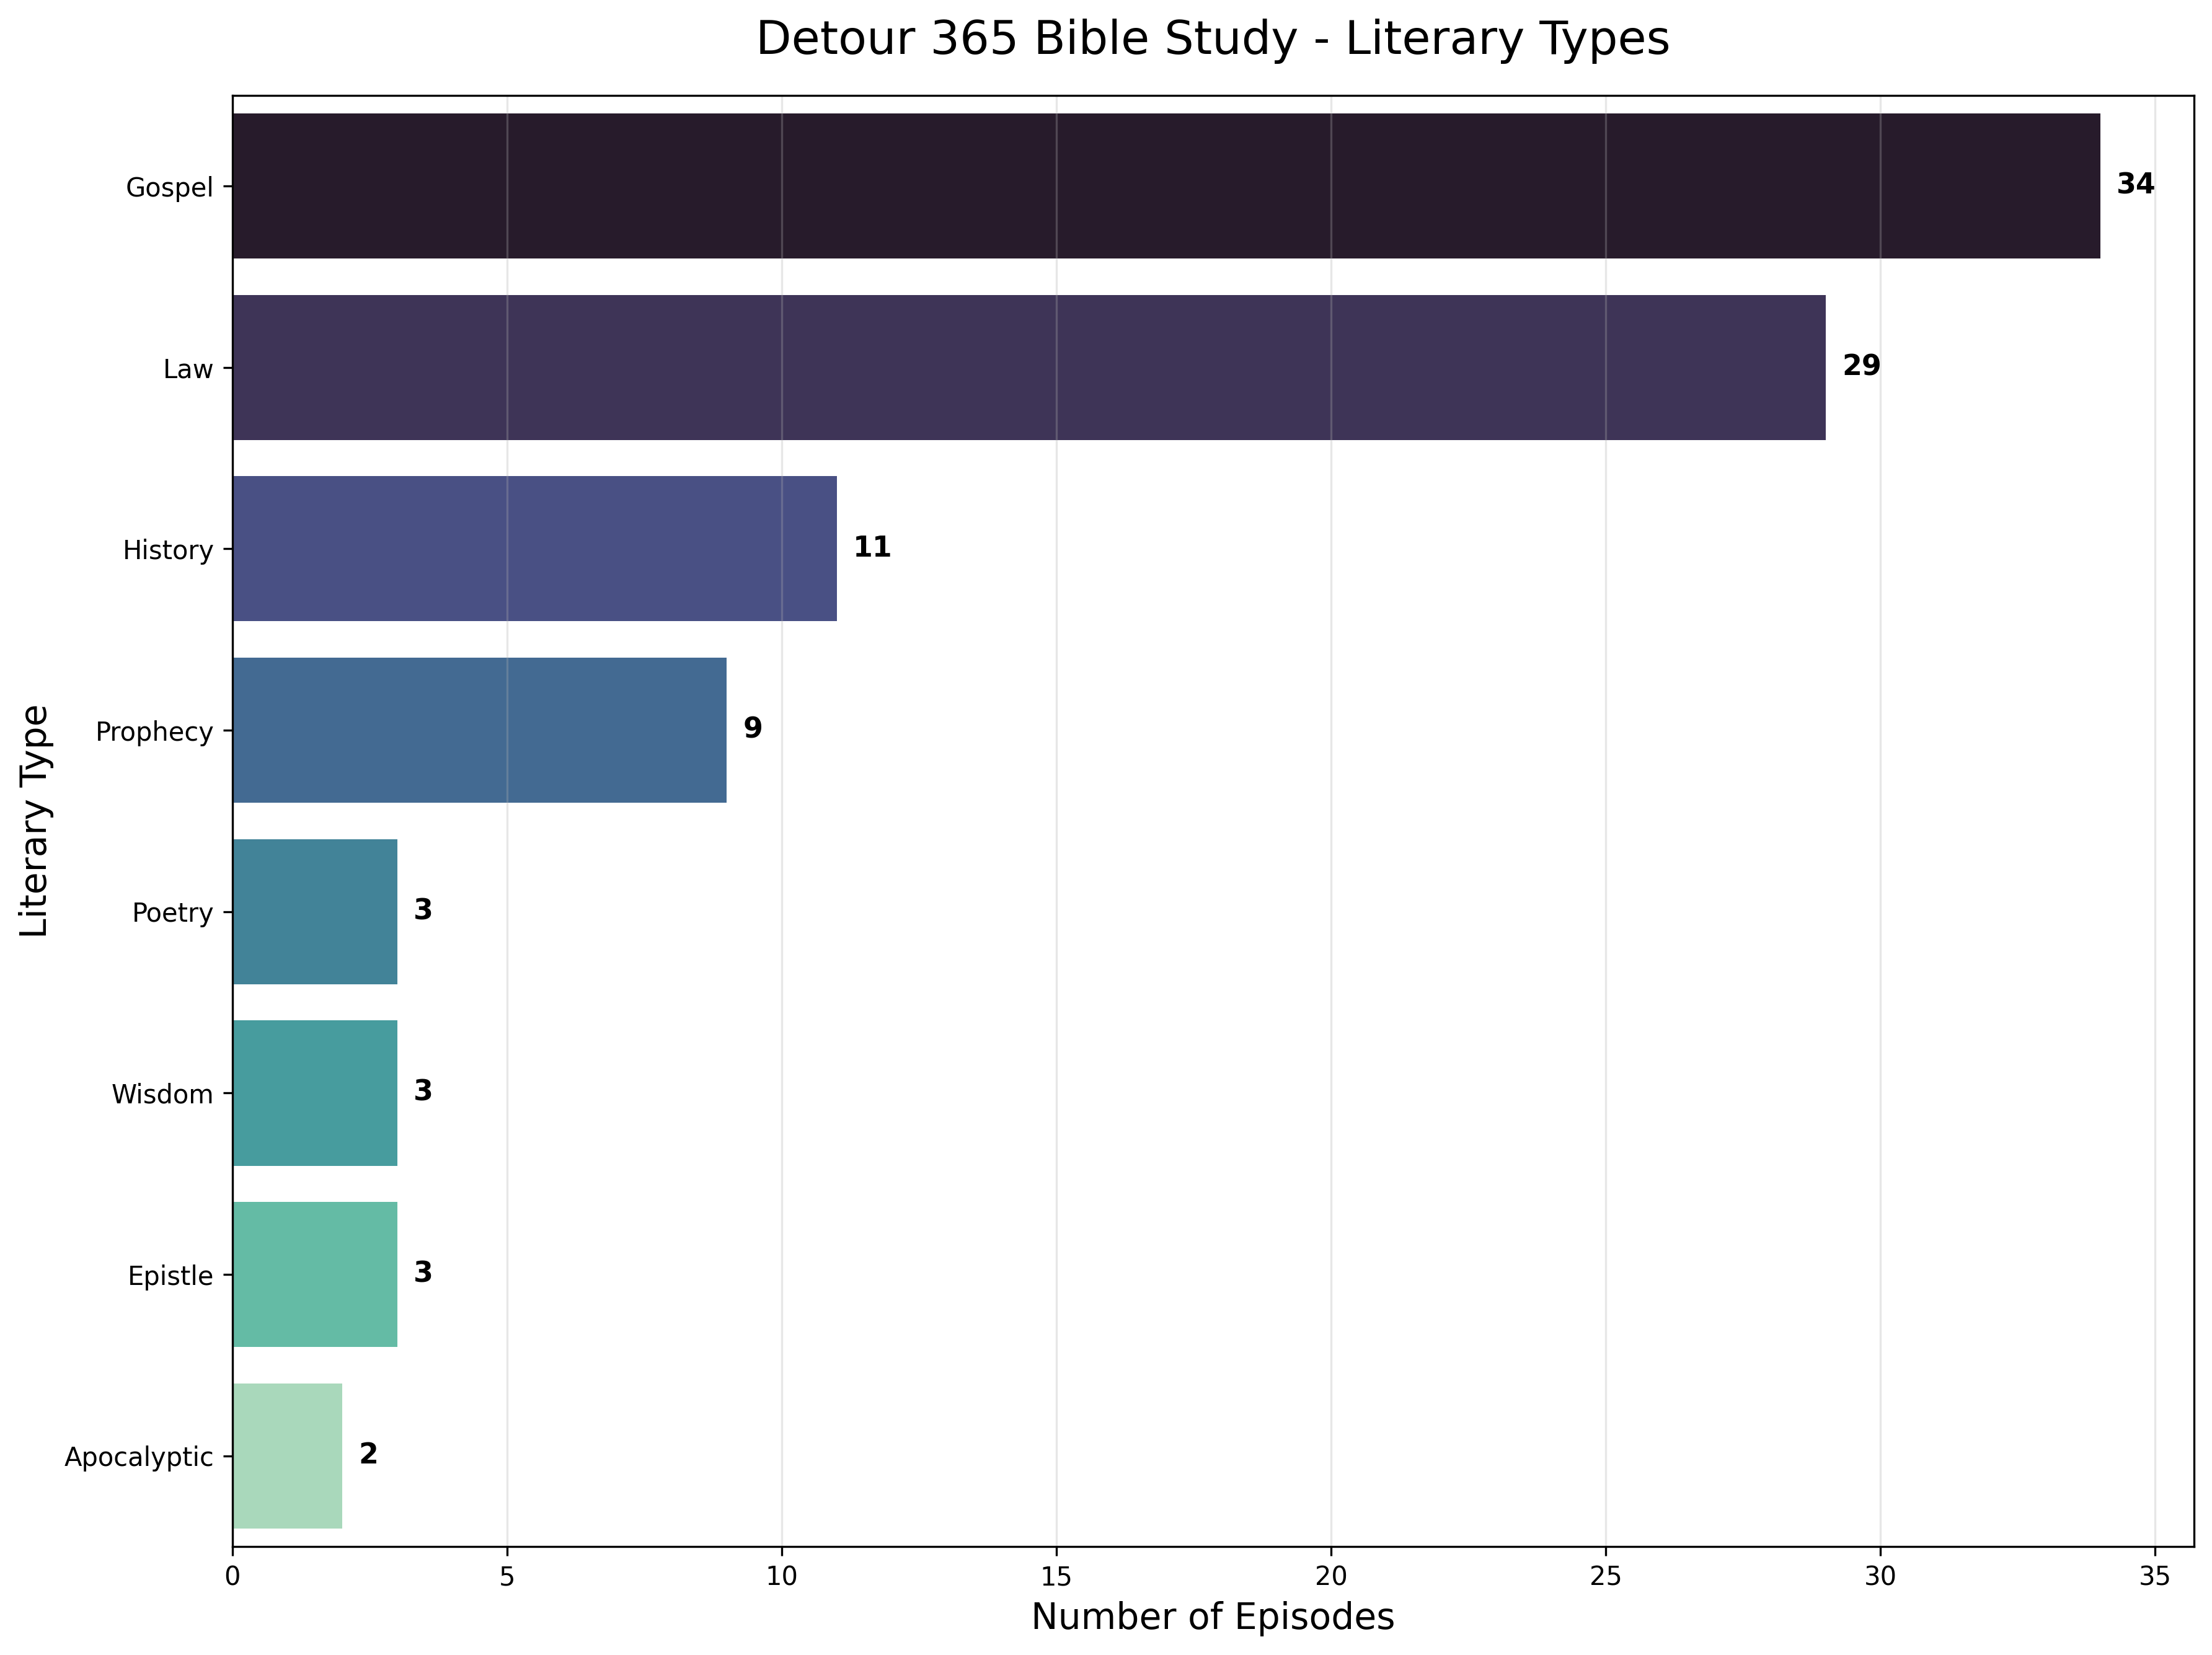 Detour 365 Bible Study - Literary Types
Literary Type
Gospel
34
Law
29
History
11
Prophecy
9
Poetry
3
Wisdom
3
Epistle
3
Apocalyptic
2
0 5 10 15 20 25 30 35
Number of Episodes